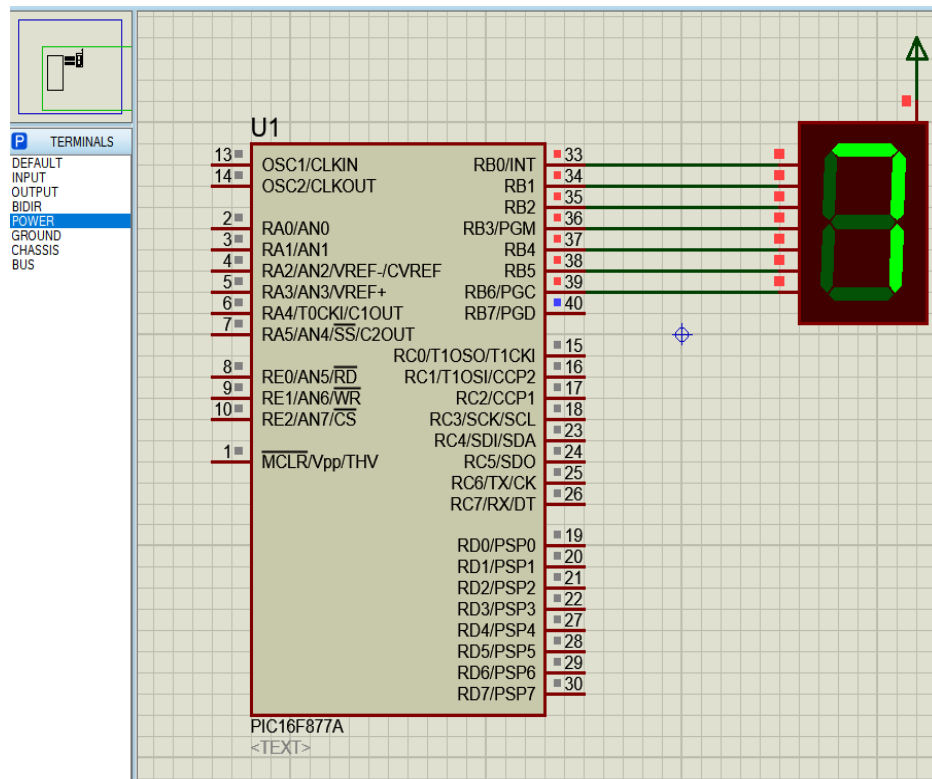 P TERMINALS
DEFAULT
INPUT
OUTPUT
BIDIR
POWER
GROUND
CHASSIS
BUS
U1
13 OSC1/CLKIN
14 OSC2/CLKOUT
2 RA0/AN0
3 RA1/AN1
4 RA2/AN2/VREF-/CVREF
5 RA3/AN3/VREF+
6 RA4/T0CKI/C1OUT
7 RA5/AN4/SS/C2OUT
8 RE0/AN5/RD
9 RE1/AN6/WR
10 RE2/AN7/CS
1 MCLR/Vpp/THV
RB0/INT 33
RB1 34
RB2 35
RB3/PGM 36
RB4 37
RB5 38
RB6/PGC 39
RB7/PGD 40
RC0/T1OSO/T1CKI 15
RC1/T1OSI/CCP2 16
RC2/CCP1 17
RC3/SCK/SCL 18
RC4/SDI/SDA 23
RC5/SDO 24
RC6/TX/CK 25
RC7/RX/DT 26
RD0/PSP0 19
RD1/PSP1 20
RD2/PSP2 21
RD3/PSP3 22
RD4/PSP4 27
RD5/PSP5 28
RD6/PSP6 29
RD7/PSP7 30
PIC16F877A
<TEXT>
7